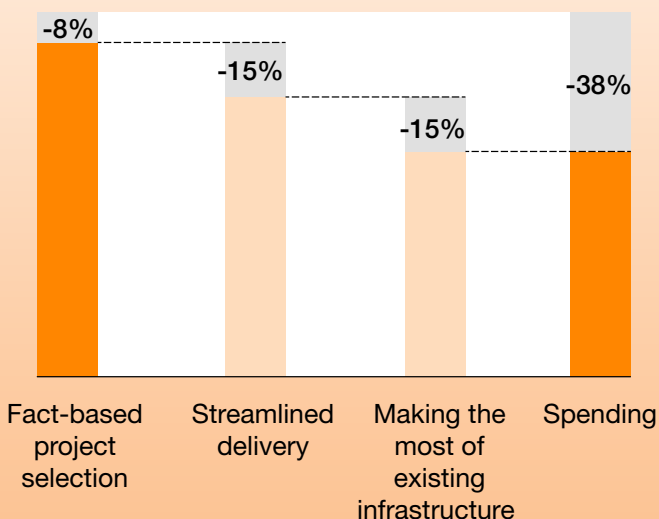 -8%
-15%
-15%
-38%
Fact-based
project
selection
Streamlined
delivery
Making the
most of
existing
infrastructure
Spending